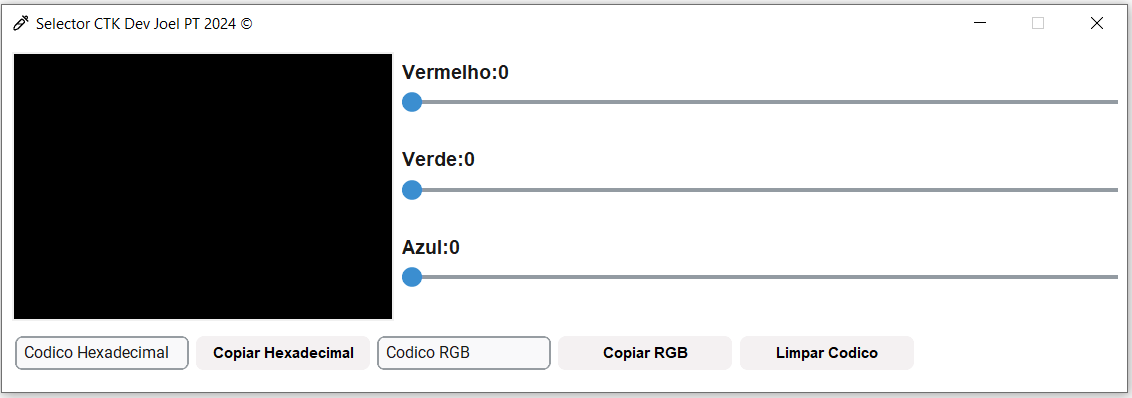 Selector CTK Dev Joel PT 2024 ©
Vermelho:0
Verde:0
Azul:0
Codico Hexadecimal Copiar Hexadecimal Codico RGB Copiar RGB Limpar Codico